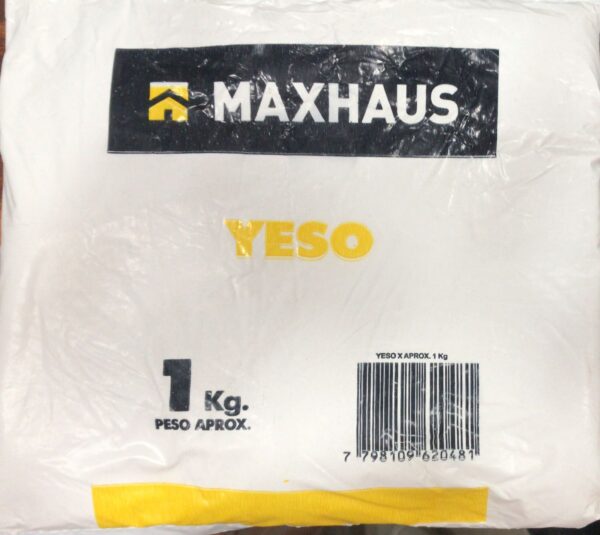 MAXHAUS
YESO
YESO X APROX. 1 Kg
1 Kg.
PESO APROX.
7 798109 620481